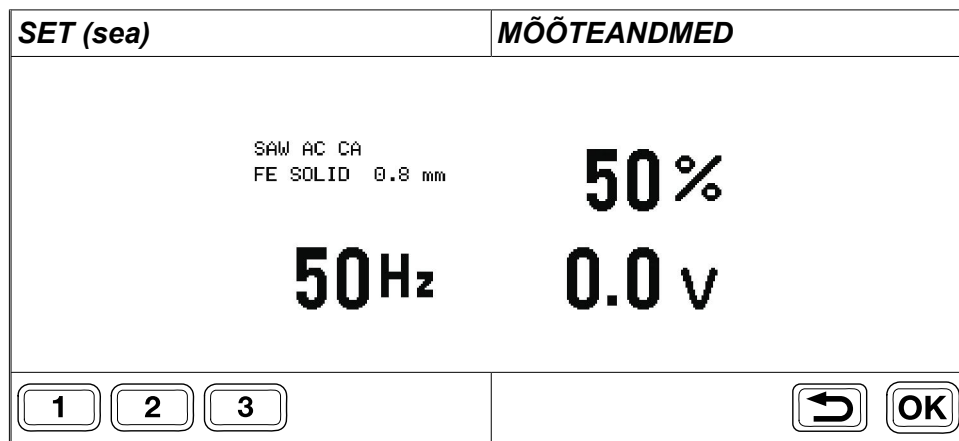 SET (sea)
MÕÕTEANDMED
SAW AC CA
FE SOLID 0.8 mm
50%
50Hz
0.0 V
1 2 3
OK